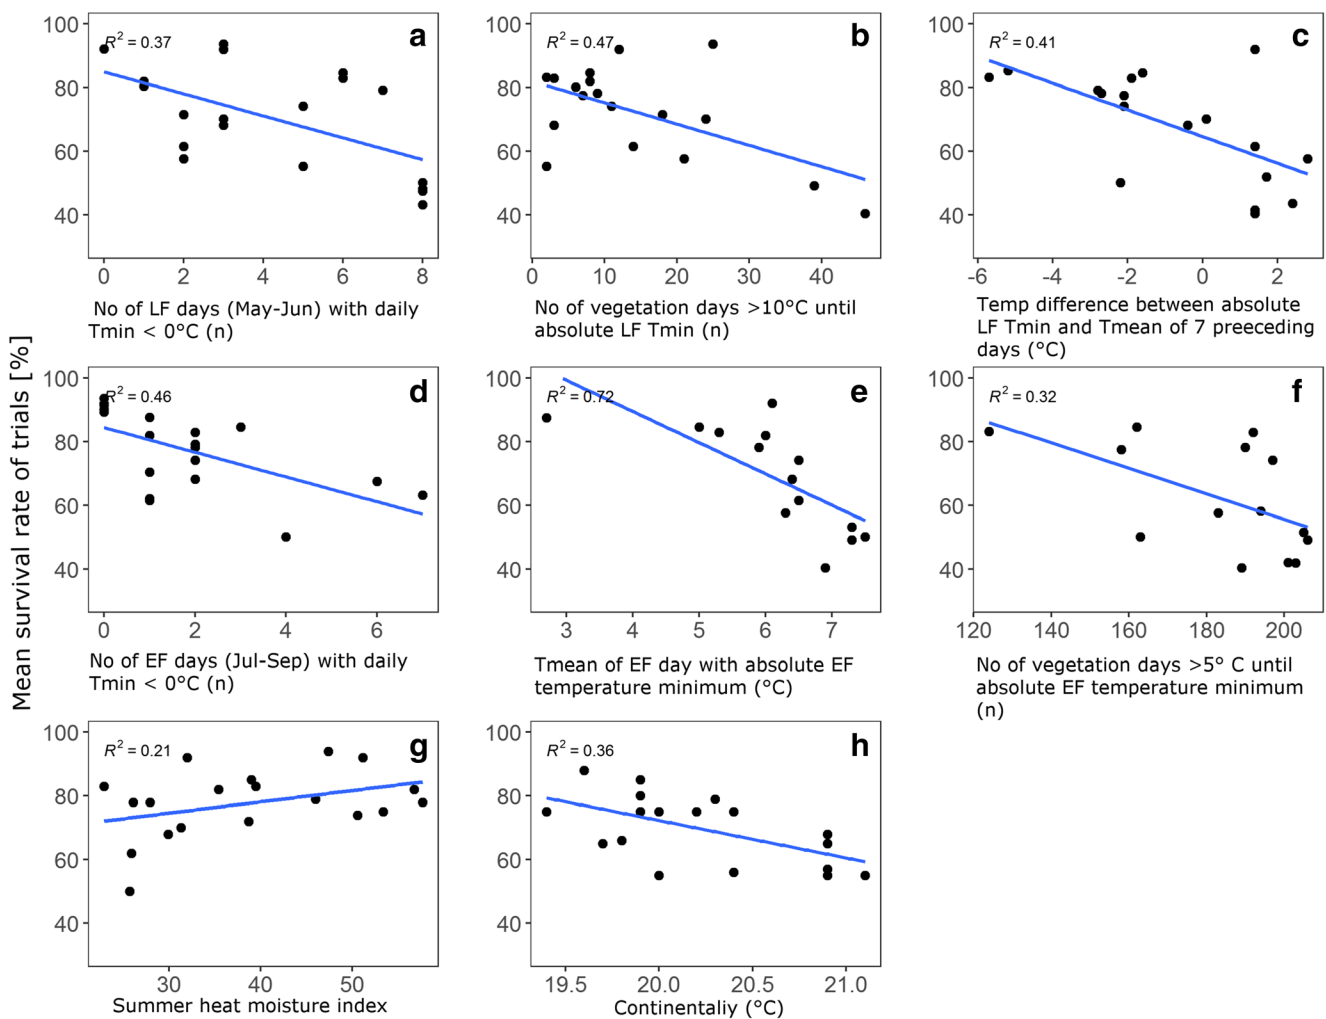 Mean survival rate of trials [%]
R² = 0.37
a
100
80
60
40
0 2 4 6 8
No of LF days (May-Jun) with daily
Tmin < 0°C (n)
R² = 0.47
b
100
80
60
40
0 10 20 30 40
No of vegetation days >10°C until
absolute LF Tmin (n)
R² = 0.41
c
100
80
60
40
-6 -4 -2 0 2
Temp difference between absolute
LF Tmin and Tmean of 7 preeceding
days (°C)
R² = 0.46
d
100
80
60
40
0 2 4 6
No of EF days (Jul-Sep) with daily
Tmin < 0°C (n)
R² = 0.72
e
100
80
60
40
3 4 5 6 7
Tmean of EF day with absolute EF
temperature minimum (°C)
R² = 0.32
f
100
80
60
40
120 140 160 180 200
No of vegetation days >5° C until
absolute EF temperature minimum
(n)
R² = 0.21
g
100
80
60
40
30 40 50
Summer heat moisture index
R² = 0.36
h
100
80
60
40
19.5 20.0 20.5 21.0
Continentaliy (°C)